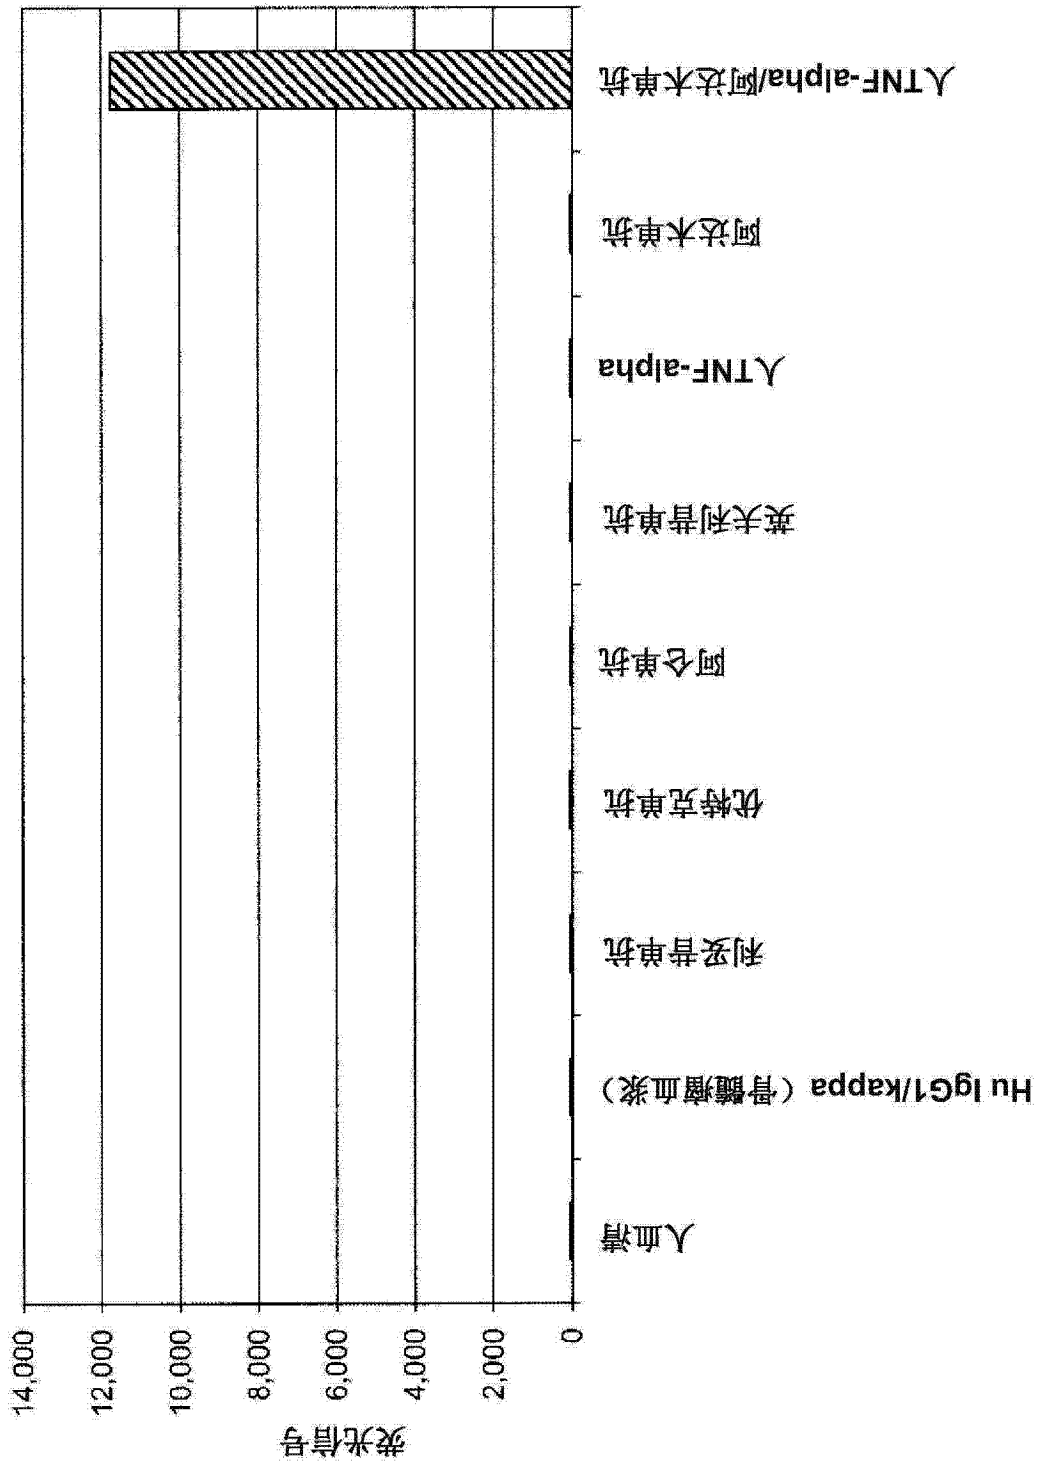 荧光信号
14,000
12,000
10,000
8,000
6,000
4,000
2,000
0
人血清
Hu IgG1/kappa（骨髓瘤血浆）
利妥昔单抗
优特克单抗
阿仑单抗
英夫利昔单抗
人TNF-alpha
阿达木单抗
人TNF-alpha/阿达木单抗